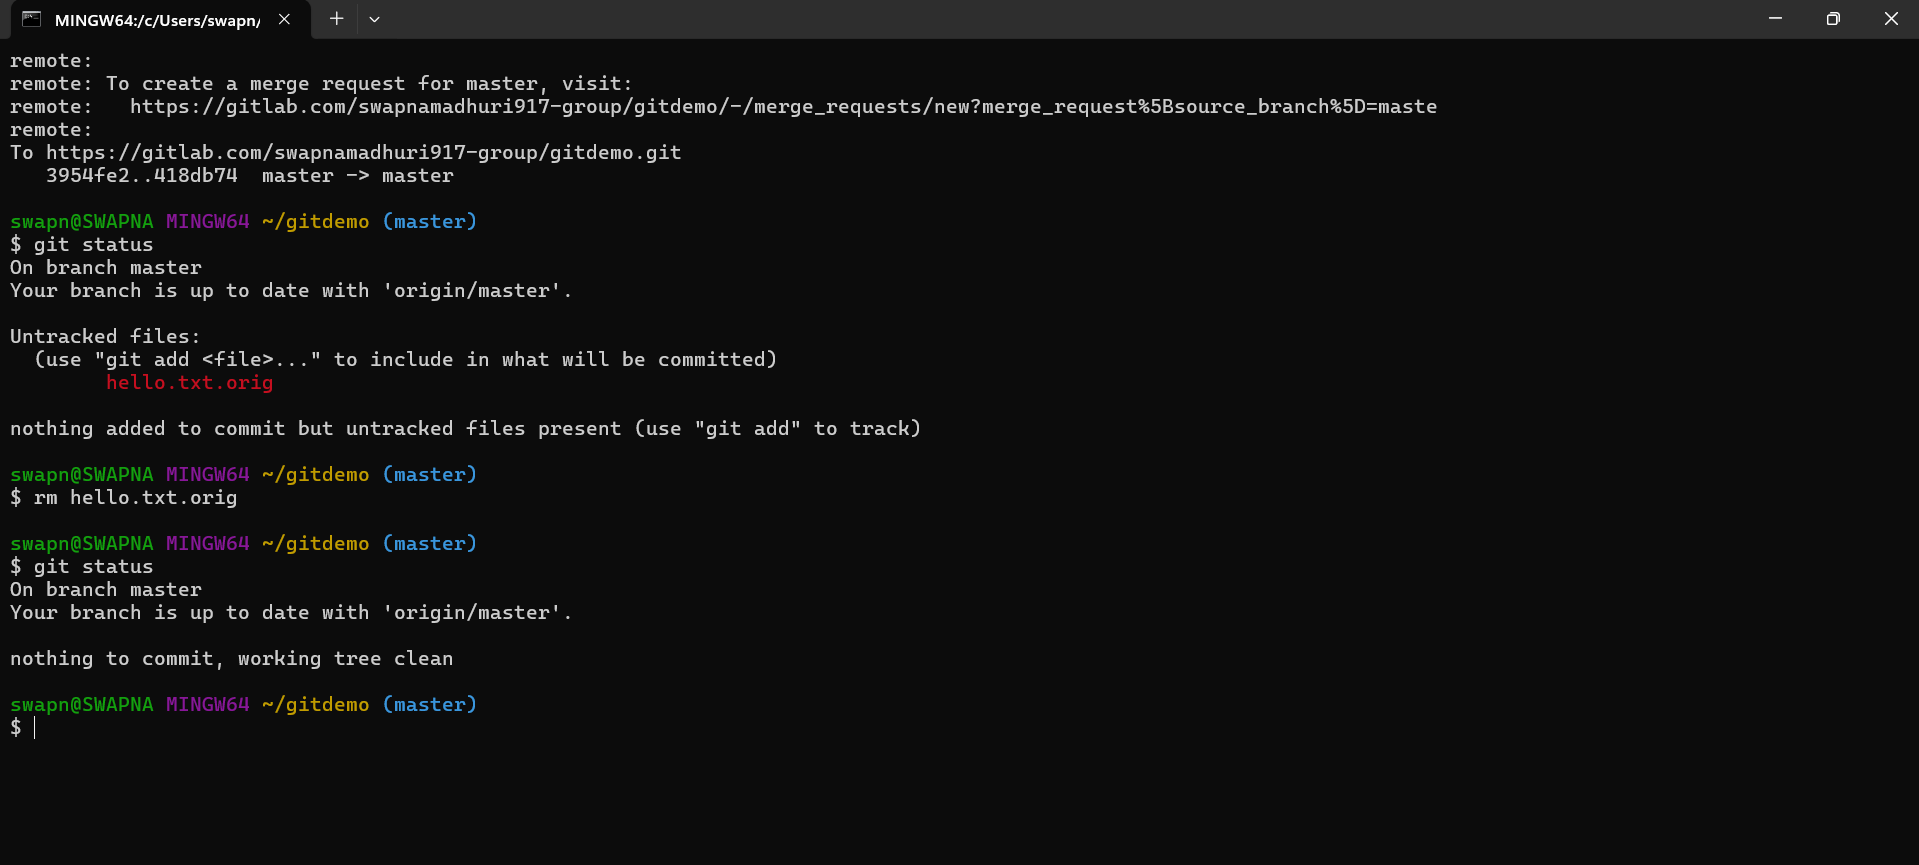 MINGW64:/c/Users/swapn/
remote:
remote: To create a merge request for master, visit:
remote:   https://gitlab.com/swapnamadhuri917-group/gitdemo/-/merge_requests/new?merge_request%5Bsource_branch%5D=maste
remote:
To https://gitlab.com/swapnamadhuri917-group/gitdemo.git
   3954fe2..418db74  master -> master
swapn@SWAPNA MINGW64 ~/gitdemo (master)
$ git status
On branch master
Your branch is up to date with 'origin/master'.
Untracked files:
  (use "git add <file>..." to include in what will be committed)
        hello.txt.orig
nothing added to commit but untracked files present (use "git add" to track)
swapn@SWAPNA MINGW64 ~/gitdemo (master)
$ rm hello.txt.orig
swapn@SWAPNA MINGW64 ~/gitdemo (master)
$ git status
On branch master
Your branch is up to date with 'origin/master'.
nothing to commit, working tree clean
swapn@SWAPNA MINGW64 ~/gitdemo (master)
$